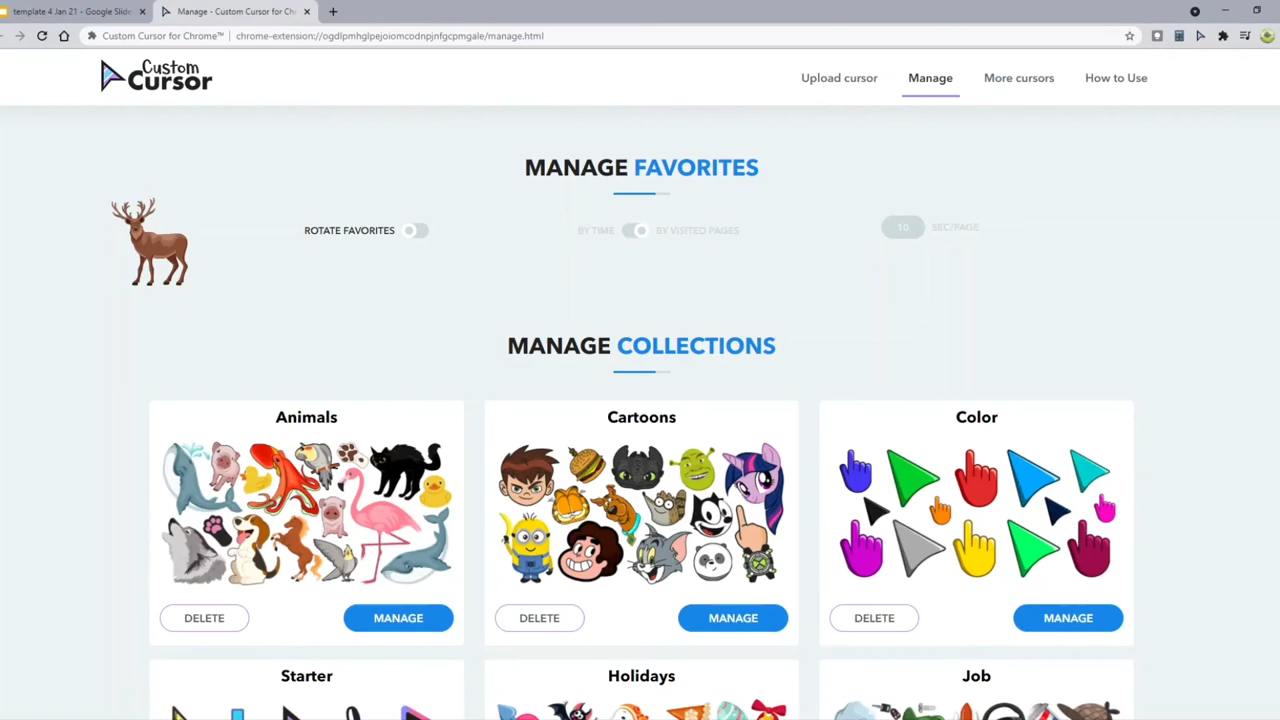 template 4 Jan 21 - Google Slide
Manage - Custom Cursor for Ch
Custom Cursor for Chrome™
chrome-extension://ogdlpmhglpejoiomcodnpjnfgcpmgale/manage.html
Custom
Cursor
Upload cursor
Manage
More cursors
How to Use
MANAGE FAVORITES
ROTATE FAVORITES
BY TIME
BY VISITED PAGES
10
SEC/PAGE
MANAGE COLLECTIONS
Animals
Cartoons
Color
DELETE
MANAGE
DELETE
MANAGE
DELETE
MANAGE
Starter
Holidays
Job